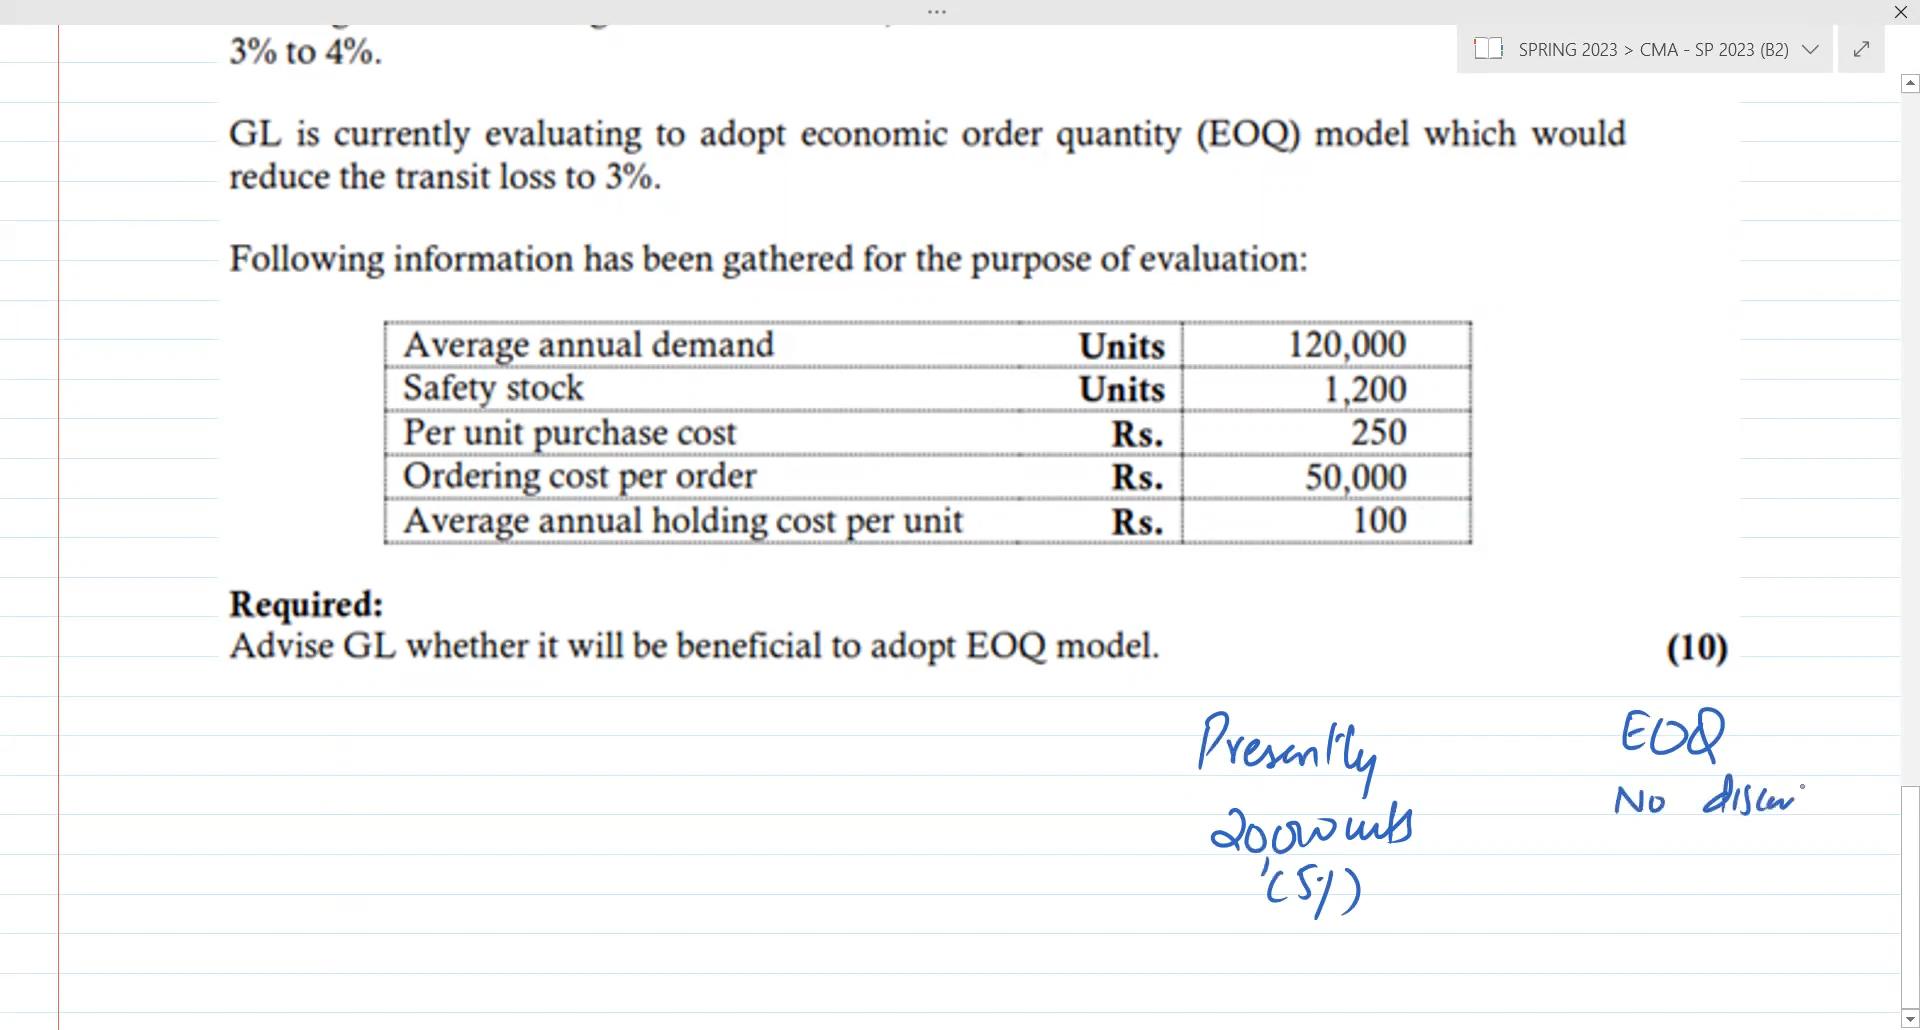 3% to 4%.
SPRING 2023 > CMA - SP 2023 (B2)
GL is currently evaluating to adopt economic order quantity (EOQ) model which would
reduce the transit loss to 3%.
Following information has been gathered for the purpose of evaluation:
Average annual demand Units 120,000
Safety stock Units 1,200
Per unit purchase cost Rs. 250
Ordering cost per order Rs. 50,000
Average annual holding cost per unit Rs. 100
Required:
Advise GL whether it will be beneficial to adopt EOQ model. (10)
Presently EOQ
No
20,000 units
(5%)